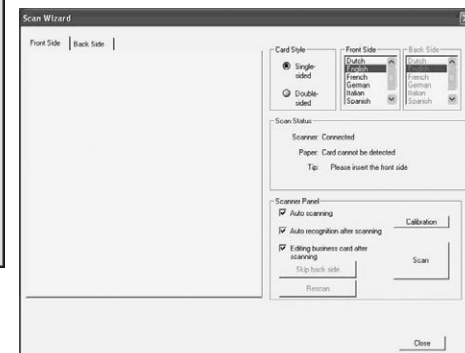 Scan Wizard
Front Side
Back Side
Card Style
Single-sided
Double-sided
Front Side
Dutch
English
French
German
Italian
Spanish
Back Side
Dutch
English
French
German
Italian
Spanish
Scan Status
Scanner: Connected
Paper: Card cannot be detected
Tip: Please insert the front side
Scanner Panel
Auto scanning
Auto recognition after scanning
Editing business card after
scanning
Calibration
Skip back side
Scan
Rescan
Close